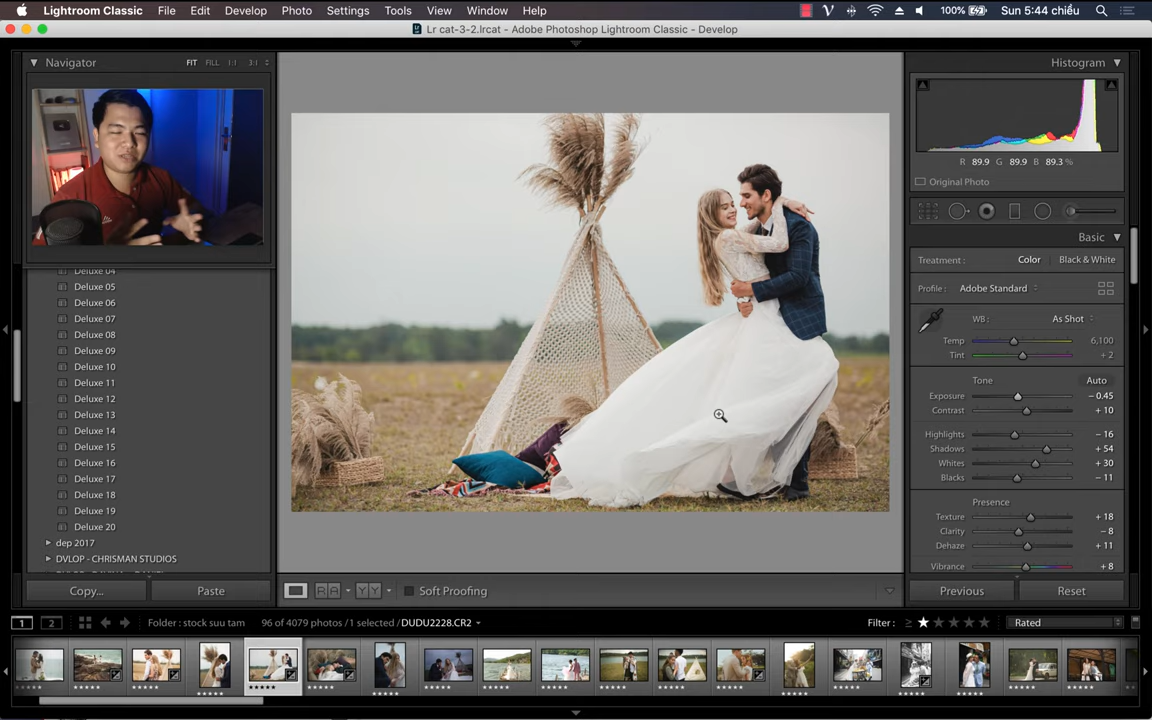 Lightroom Classic File Edit Develop Photo Settings Tools View Window Help 100% Sun 5:44 chiều
Lr cat-3-2.lrcat - Adobe Photoshop Lightroom Classic - Develop
Navigator FIT FILL 1:1 3:1
Histogram
R 89.9 G 89.9 B 89.3 %
Original Photo
Basic
Treatment : Color Black & White
Profile : Adobe Standard
WB : As Shot
Temp 6,100
Tint + 2
Tone Auto
Exposure − 0.45
Contrast + 10
Highlights − 16
Shadows + 54
Whites + 30
Blacks − 11
Presence
Texture + 18
Clarity − 8
Dehaze + 11
Vibrance + 8
Deluxe 04
Deluxe 05
Deluxe 06
Deluxe 07
Deluxe 08
Deluxe 09
Deluxe 10
Deluxe 11
Deluxe 12
Deluxe 13
Deluxe 14
Deluxe 15
Deluxe 16
Deluxe 17
Deluxe 18
Deluxe 19
Deluxe 20
dep 2017
DVLOP - CHRISMAN STUDIOS
Copy... Paste
R A Y Y Soft Proofing
Previous Reset
1 2 Folder : stock suu tam 96 of 4079 photos / 1 selected / DUDU2228.CR2 Filter : Rated